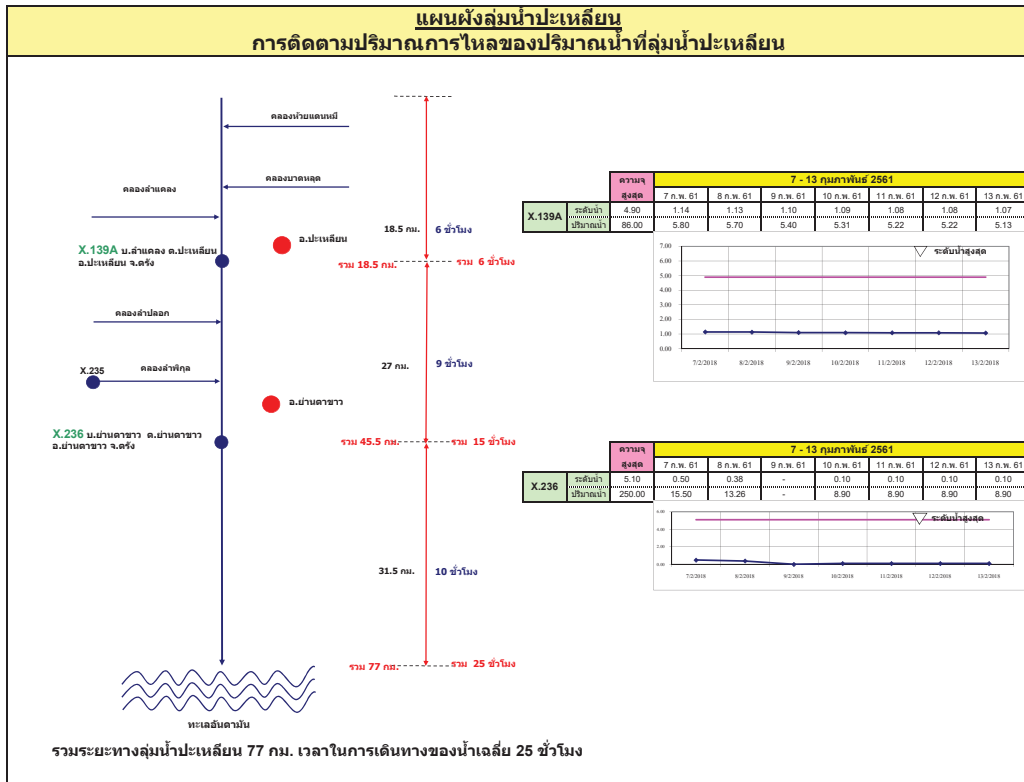 แผนผังลุ่มน้ำปะเหลียน
การติดตามปริมาณการไหลของปริมาณน้ำที่ลุ่มน้ำปะเหลียน
คลองห้วยแดนหมี
คลองบาดหลุด
คลองลำแคลง
18.5 กม.
6 ชั่วโมง
อ.ปะเหลียน
X.139A บ.ลำแคลง ต.ปะเหลียน
อ.ปะเหลียน จ.ตรัง
รวม 18.5 กม.
รวม 6 ชั่วโมง
คลองลำปลอก
X.235
คลองลำพิกุล
27 กม.
9 ชั่วโมง
อ.ย่านตาขาว
X.236 บ.ย่านตาขาว ต.ย่านตาขาว
อ.ย่านตาขาว จ.ตรัง
รวม 45.5 กม.
รวม 15 ชั่วโมง
31.5 กม.
10 ชั่วโมง
รวม 77 กม.
รวม 25 ชั่วโมง
ทะเลอันดามัน
รวมระยะทางลุ่มน้ำปะเหลียน 77 กม. เวลาในการเดินทางของน้ำเฉลี่ย 25 ชั่วโมง
ความจุ 7 - 13 กุมภาพันธ์ 2561
สูงสุด 7 ก.พ. 61 8 ก.พ. 61 9 ก.พ. 61 10 ก.พ. 61 11 ก.พ. 61 12 ก.พ. 61 13 ก.พ. 61
X.139A
ระดับน้ำ 4.90 1.14 1.13 1.10 1.09 1.08 1.08 1.07
ปริมาณน้ำ 86.00 5.80 5.70 5.40 5.31 5.22 5.22 5.13
ระดับน้ำสูงสุด
7.00
6.00
5.00
4.00
3.00
2.00
1.00
0.00
7/2/2018 8/2/2018 9/2/2018 10/2/2018 11/2/2018 12/2/2018 13/2/2018
ความจุ 7 - 13 กุมภาพันธ์ 2561
สูงสุด 7 ก.พ. 61 8 ก.พ. 61 9 ก.พ. 61 10 ก.พ. 61 11 ก.พ. 61 12 ก.พ. 61 13 ก.พ. 61
X.236
ระดับน้ำ 5.10 0.50 0.38 - 0.10 0.10 0.10 0.10
ปริมาณน้ำ 250.00 15.50 13.26 - 8.90 8.90 8.90 8.90
ระดับน้ำสูงสุด
6.00
4.00
2.00
0.00
7/2/2018 8/2/2018 9/2/2018 10/2/2018 11/2/2018 12/2/2018 13/2/2018